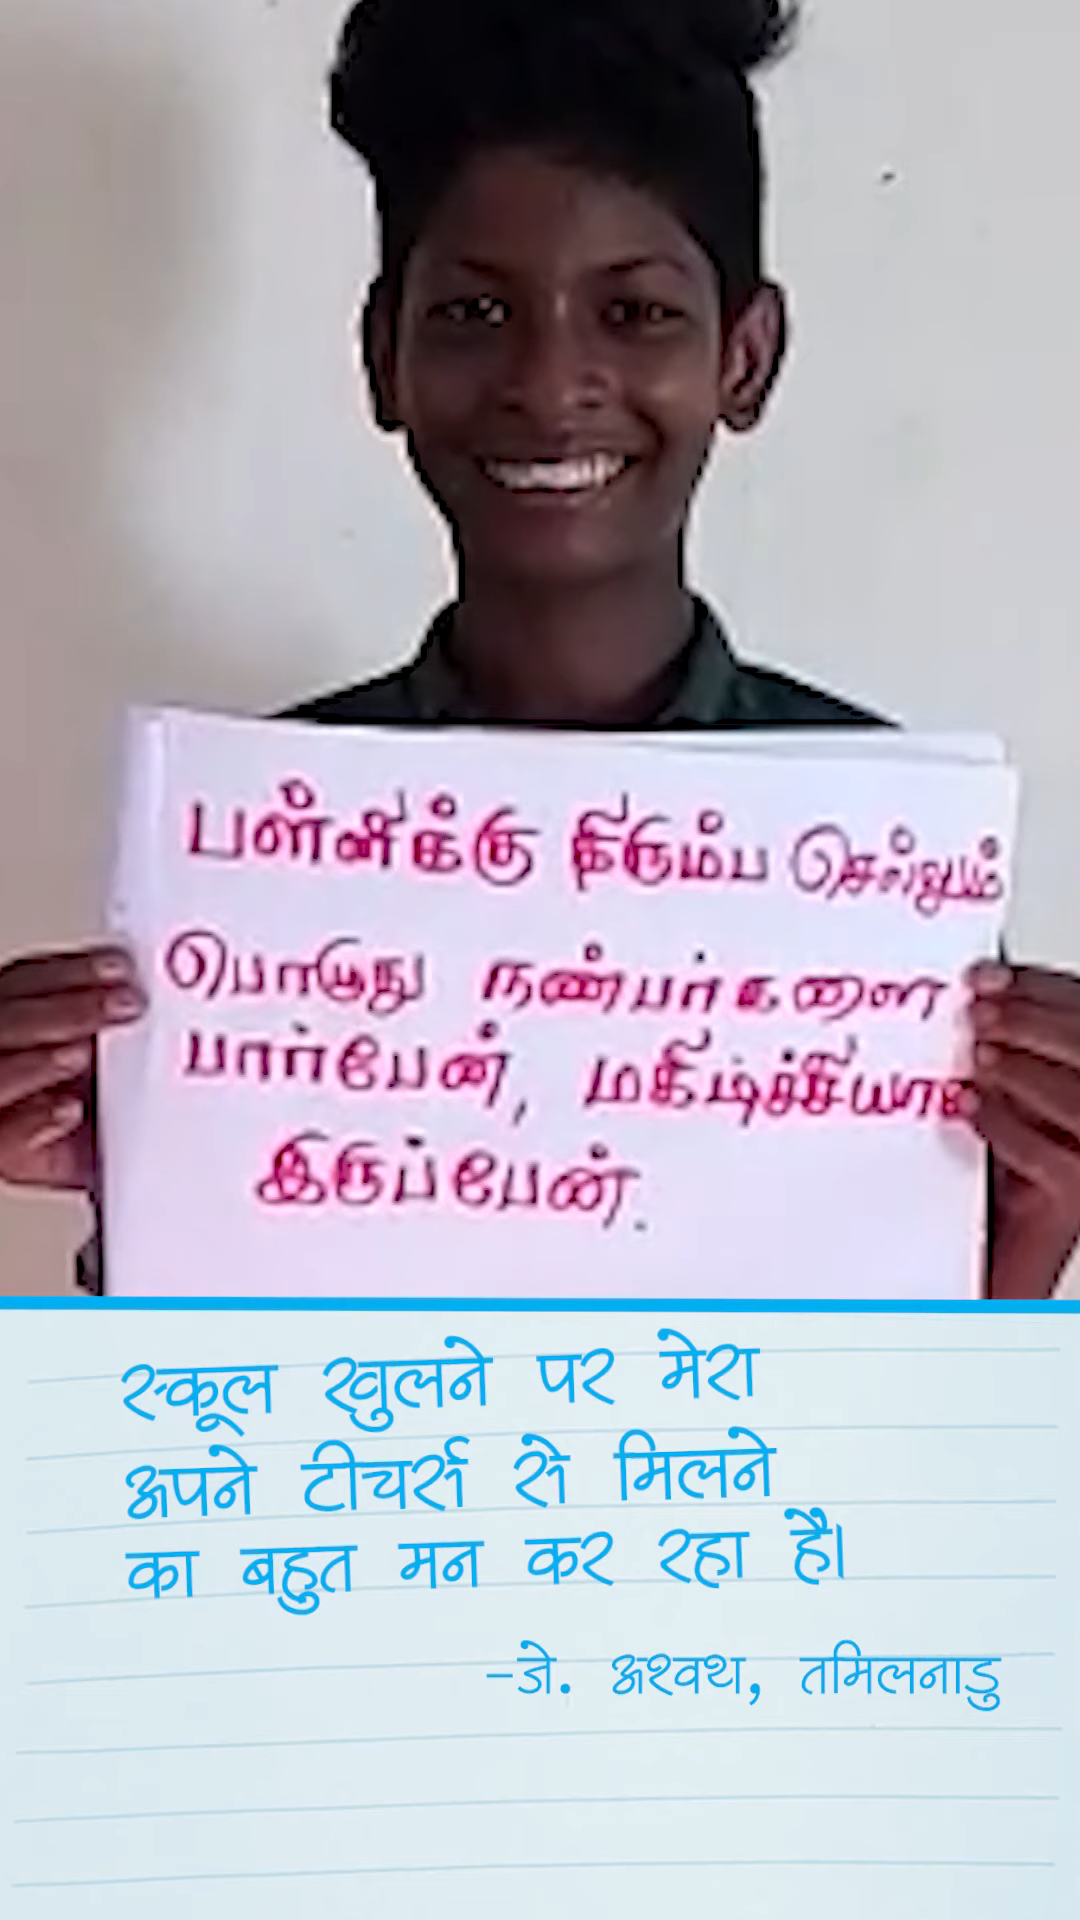 பள்ளிக்கு திரும்ப செல்லும்
பொழுது நண்பர்களை
பார்பேன், மகிழ்ச்சியாக
இருப்பேன்.
स्कूल खुलने पर मेरा
अपने टीचर्स से मिलने
का बहुत मन कर रहा है।
-जे. अश्वथ, तमिलनाडु